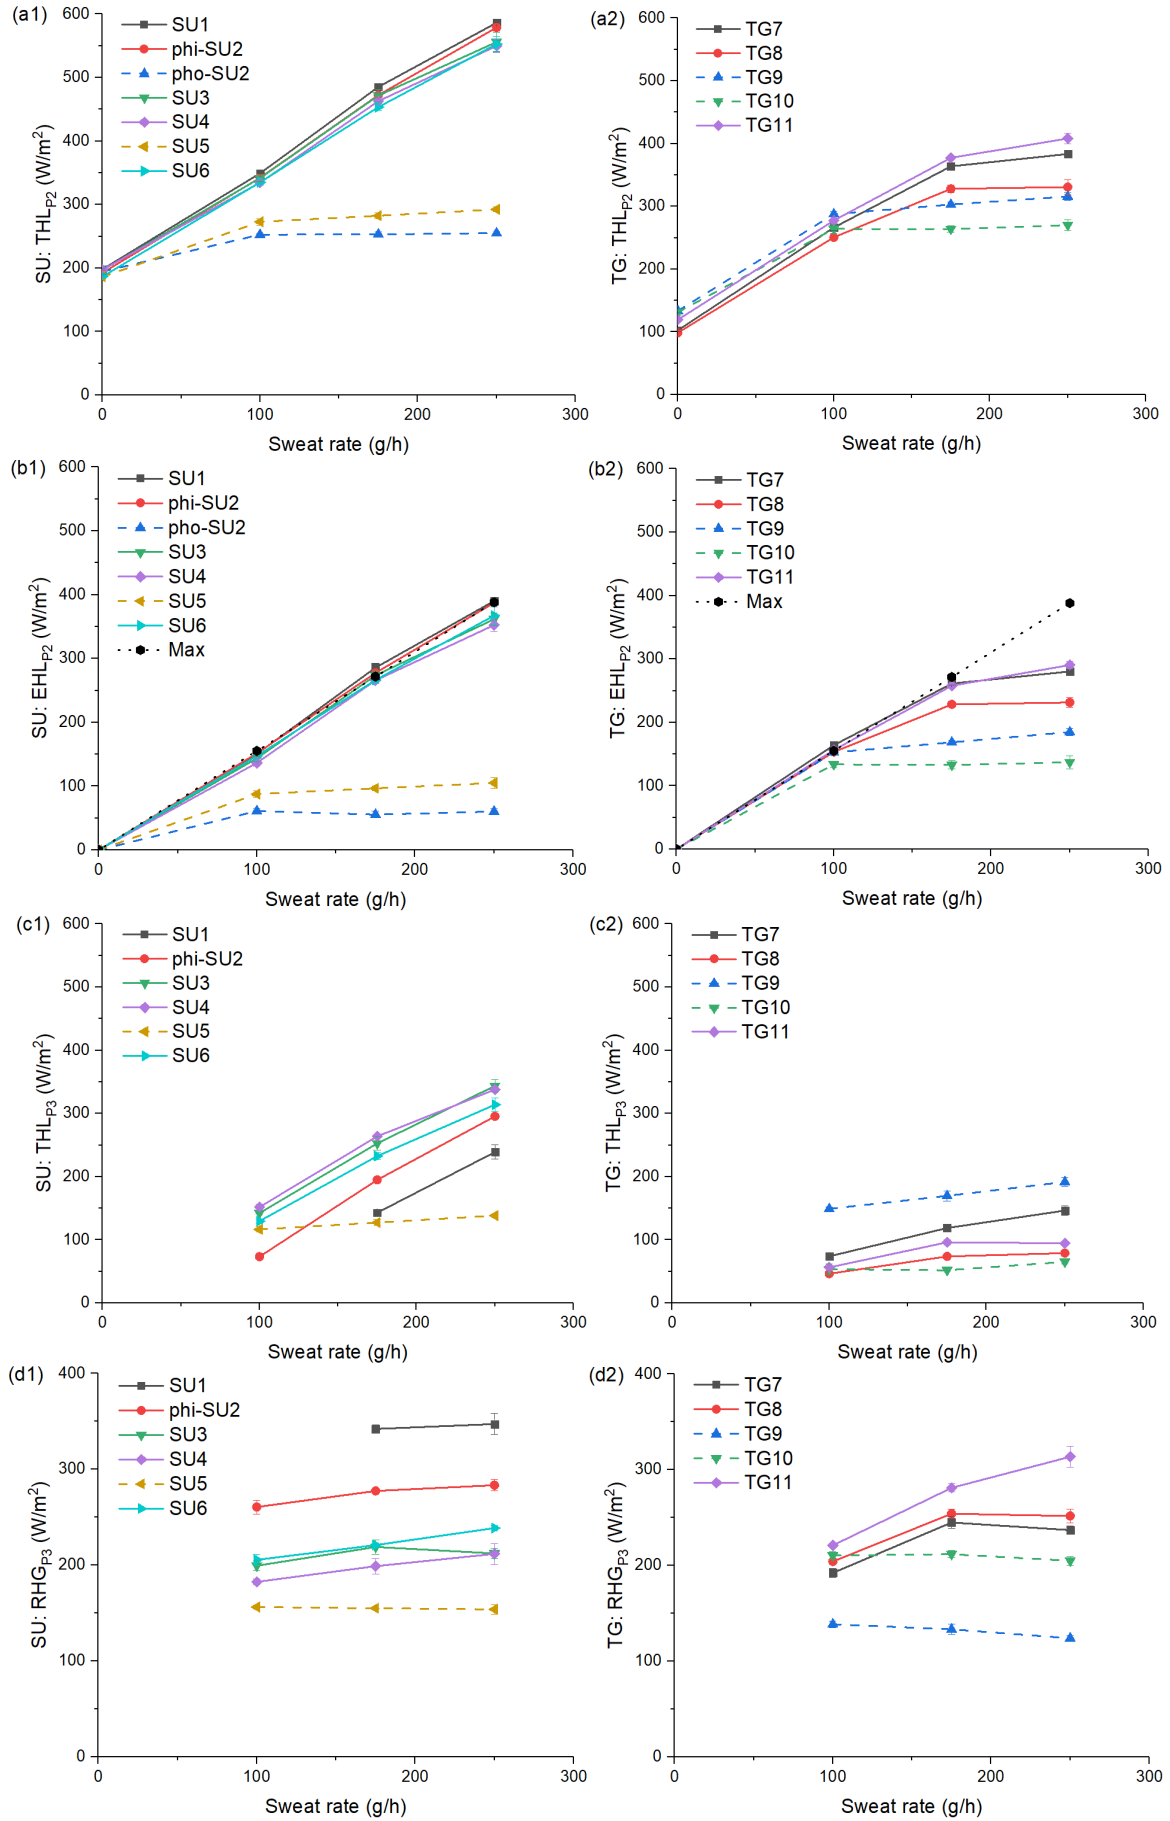 (a1)
SU1
phi-SU2
pho-SU2
SU3
SU4
SU5
SU6
600
500
400
300
200
100
0
0 100 200 300
SU: THL_P2 (W/m²)
Sweat rate (g/h)
(a2)
TG7
TG8
TG9
TG10
TG11
600
500
400
300
200
100
0
0 100 200 300
TG: THL_P2 (W/m²)
Sweat rate (g/h)
(b1)
SU1
phi-SU2
pho-SU2
SU3
SU4
SU5
SU6
Max
600
500
400
300
200
100
0
0 100 200 300
SU: EHL_P2 (W/m²)
Sweat rate (g/h)
(b2)
TG7
TG8
TG9
TG10
TG11
Max
600
500
400
300
200
100
0
0 100 200 300
TG: EHL_P2 (W/m²)
Sweat rate (g/h)
(c1)
SU1
phi-SU2
SU3
SU4
SU5
SU6
600
500
400
300
200
100
0
0 100 200 300
SU: THL_P3 (W/m²)
Sweat rate (g/h)
(c2)
TG7
TG8
TG9
TG10
TG11
600
500
400
300
200
100
0
0 100 200 300
TG: THL_P3 (W/m²)
Sweat rate (g/h)
(d1)
SU1
phi-SU2
SU3
SU4
SU5
SU6
400
300
200
100
0
0 100 200 300
SU: RHG_P3 (W/m²)
Sweat rate (g/h)
(d2)
TG7
TG8
TG9
TG10
TG11
400
300
200
100
0
0 100 200 300
TG: RHG_P3 (W/m²)
Sweat rate (g/h)